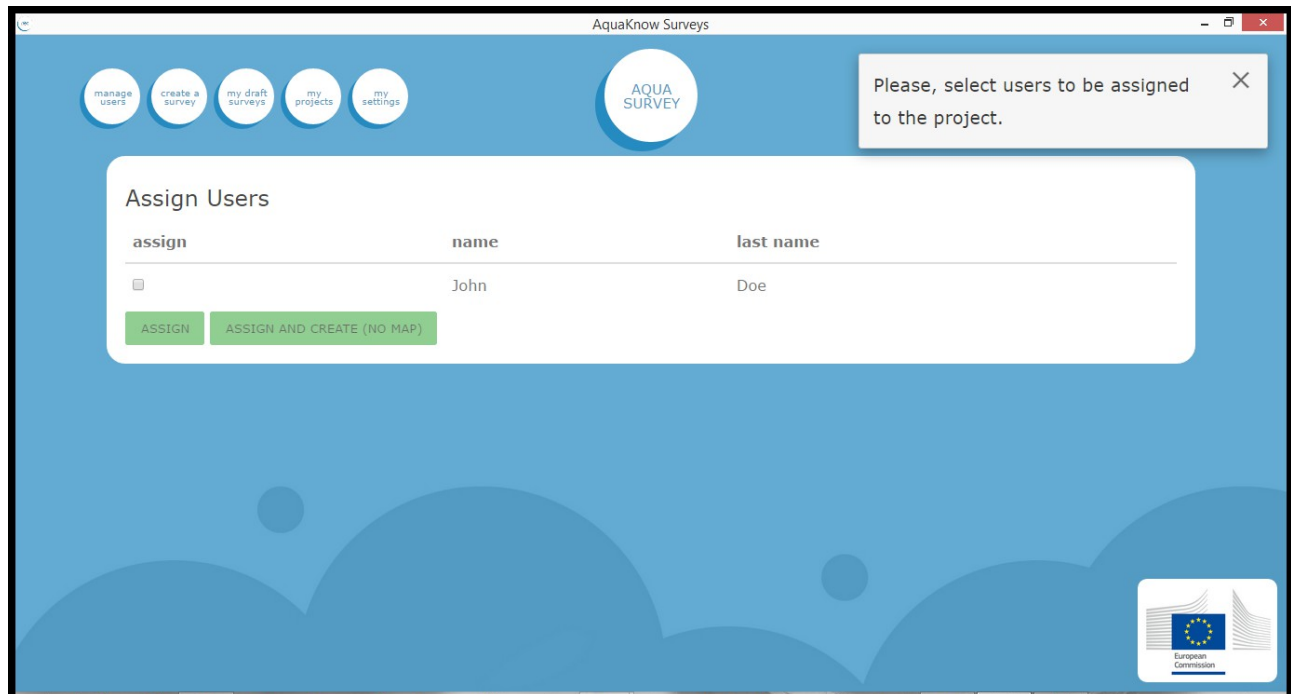 AquaKnow Surveys
manage
users
create a
survey
my draft
surveys
my
projects
my
settings
AQUA
SURVEY
Please, select users to be assigned
to the project.
Assign Users
assign name last name
John Doe
ASSIGN ASSIGN AND CREATE (NO MAP)
European
Commission